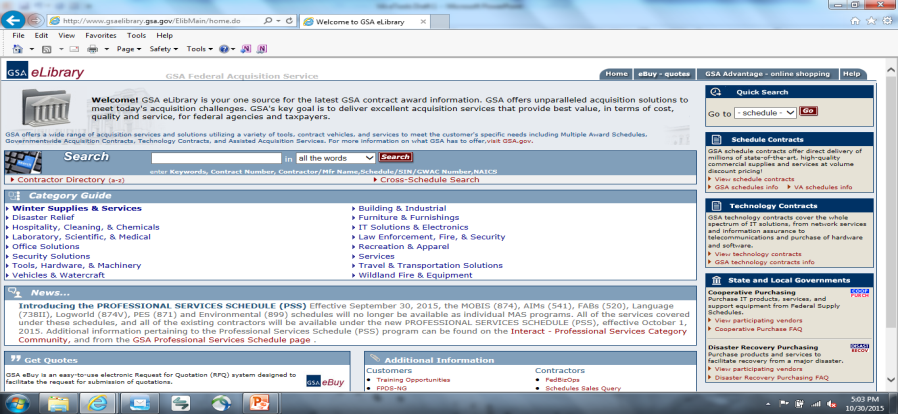 http://www.gsaelibrary.gsa.gov/ElibMain/home.do
Welcome to GSA eLibrary
File Edit View Favorites Tools Help
Page Safety Tools
GSA eLibrary
GSA Federal Acquisition Service
Home eBuy - quotes GSA Advantage - online shopping Help
Welcome! GSA eLibrary is your one source for the latest GSA contract award information. GSA offers unparalleled acquisition solutions to
meet today's acquisition challenges. GSA's key goal is to deliver excellent acquisition services that provide best value, in terms of cost,
quality and service, for federal agencies and taxpayers.
GSA offers a wide range of acquisition services and solutions utilizing a variety of tools, contract vehicles, and services to meet the customer's specific needs including Multiple Award Schedules,
Governmentwide Acquisition Contracts, Technology Contracts, and Assisted Acquisition Services. For more information on what GSA has to offer,visit GSA.gov.
Search in all the words Search
enter Keywords, Contract Number, Contractor/Mfr Name,Schedule/SIN/GWAC Number,NAICS
Contractor Directory (a-z) Cross-Schedule Search
Category Guide
Winter Supplies & Services
Disaster Relief
Hospitality, Cleaning, & Chemicals
Laboratory, Scientific, & Medical
Office Solutions
Security Solutions
Tools, Hardware, & Machinery
Vehicles & Watercraft
Building & Industrial
Furniture & Furnishings
IT Solutions & Electronics
Law Enforcement, Fire, & Security
Recreation & Apparel
Services
Travel & Transportation Solutions
Wildland Fire & Equipment
News...
Introducing the PROFESSIONAL SERVICES SCHEDULE (PSS) Effective September 30, 2015, the MOBIS (874), AIMs (541), FABs (520), Language
(738II), Logworld (874V), PES (871) and Environmental (899) schedules will no longer be available as individual MAS programs. All of the services covered
under these schedules, and all of the existing contractors will be available under the new PROFESSIONAL SERVICES SCHEDULE (PSS), effective October 1,
2015. Additional information pertaining to the Professional Services Schedule (PSS) program can be found on the Interact - Professional Services Category
Community, and from the GSA Professional Services Schedule page .
Get Quotes
GSA eBuy is an easy-to-use electronic Request for Quotation (RFQ) system designed to
facilitate the request for submission of quotations.
GSA eBuy
Additional Information
Customers
Training Opportunities
FPDS-NG
Contractors
FedBizOps
Schedules Sales Query
Quick Search
Go to - schedule - Go
Schedule Contracts
GSA schedule contracts offer direct delivery of
millions of state-of-the-art, high-quality
commercial supplies and services at volume
discount pricing!
View schedule contracts
GSA schedules info VA schedules info
Technology Contracts
GSA technology contracts cover the whole
spectrum of IT solutions, from network services
and information assurance to
telecommunications and purchase of hardware
and software.
View technology contracts
GSA technology contracts info
State and Local Governments
Cooperative Purchasing
Purchase IT products, services, and
support equipment from Federal Supply
Schedules.
View participating vendors
Cooperative Purchase FAQ
COOP
PURCH
Disaster Recovery Purchasing
Purchase products and services to
facilitate recovery from a major disaster.
View participating vendors
Disaster Recovery Purchasing FAQ
DISAST
RECOV
5:03 PM
10/30/2015